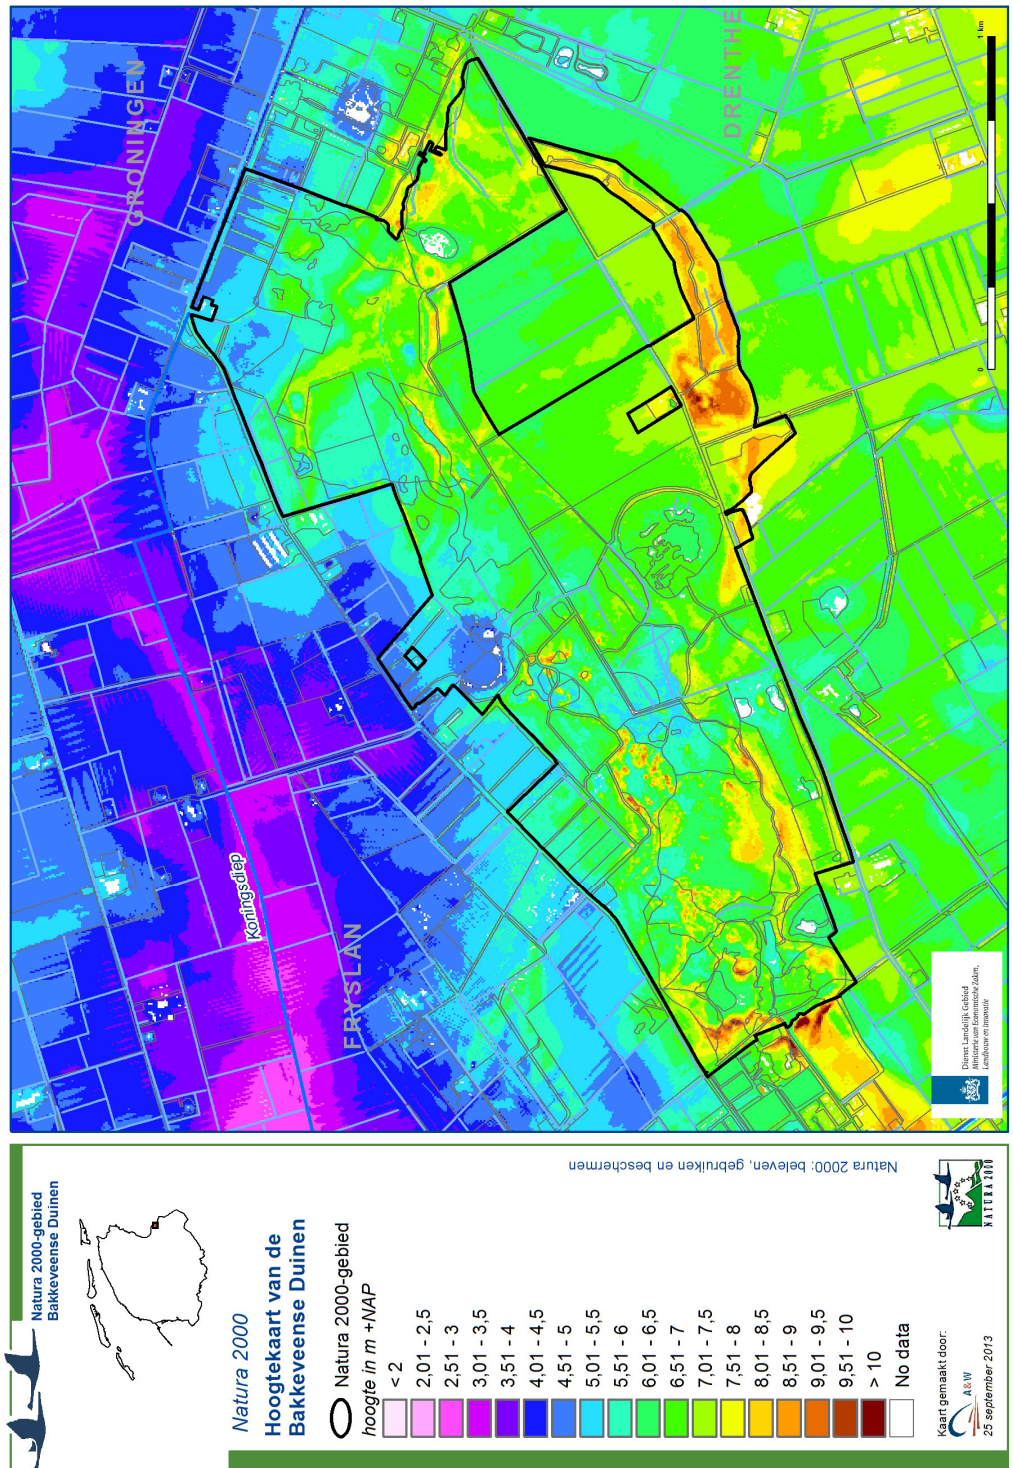 Natura 2000-gebied
Bakkeveense Duinen
Natura 2000
Hoogtekaart van de
Bakkeveense Duinen
Natura 2000-gebied
hoogte in m +NAP
< 2
2,01 - 2,5
2,51 - 3
3,01 - 3,5
3,51 - 4
4,01 - 4,5
4,51 - 5
5,01 - 5,5
5,51 - 6
6,01 - 6,5
6,51 - 7
7,01 - 7,5
7,51 - 8
8,01 - 8,5
8,51 - 9
9,01 - 9,5
9,51 - 10
> 10
No data
Kaart gemaakt door:
A&W
25 september 2013
Natura 2000: beleven, gebruiken en beschermen
NATURA 2000
GRONINGEN
FRYSLAN
DRENTHE
Koningsdiep
0
1 km
Dienst Landelijk Gebied
Ministerie van Economische Zaken,
Landbouw en Innovatie